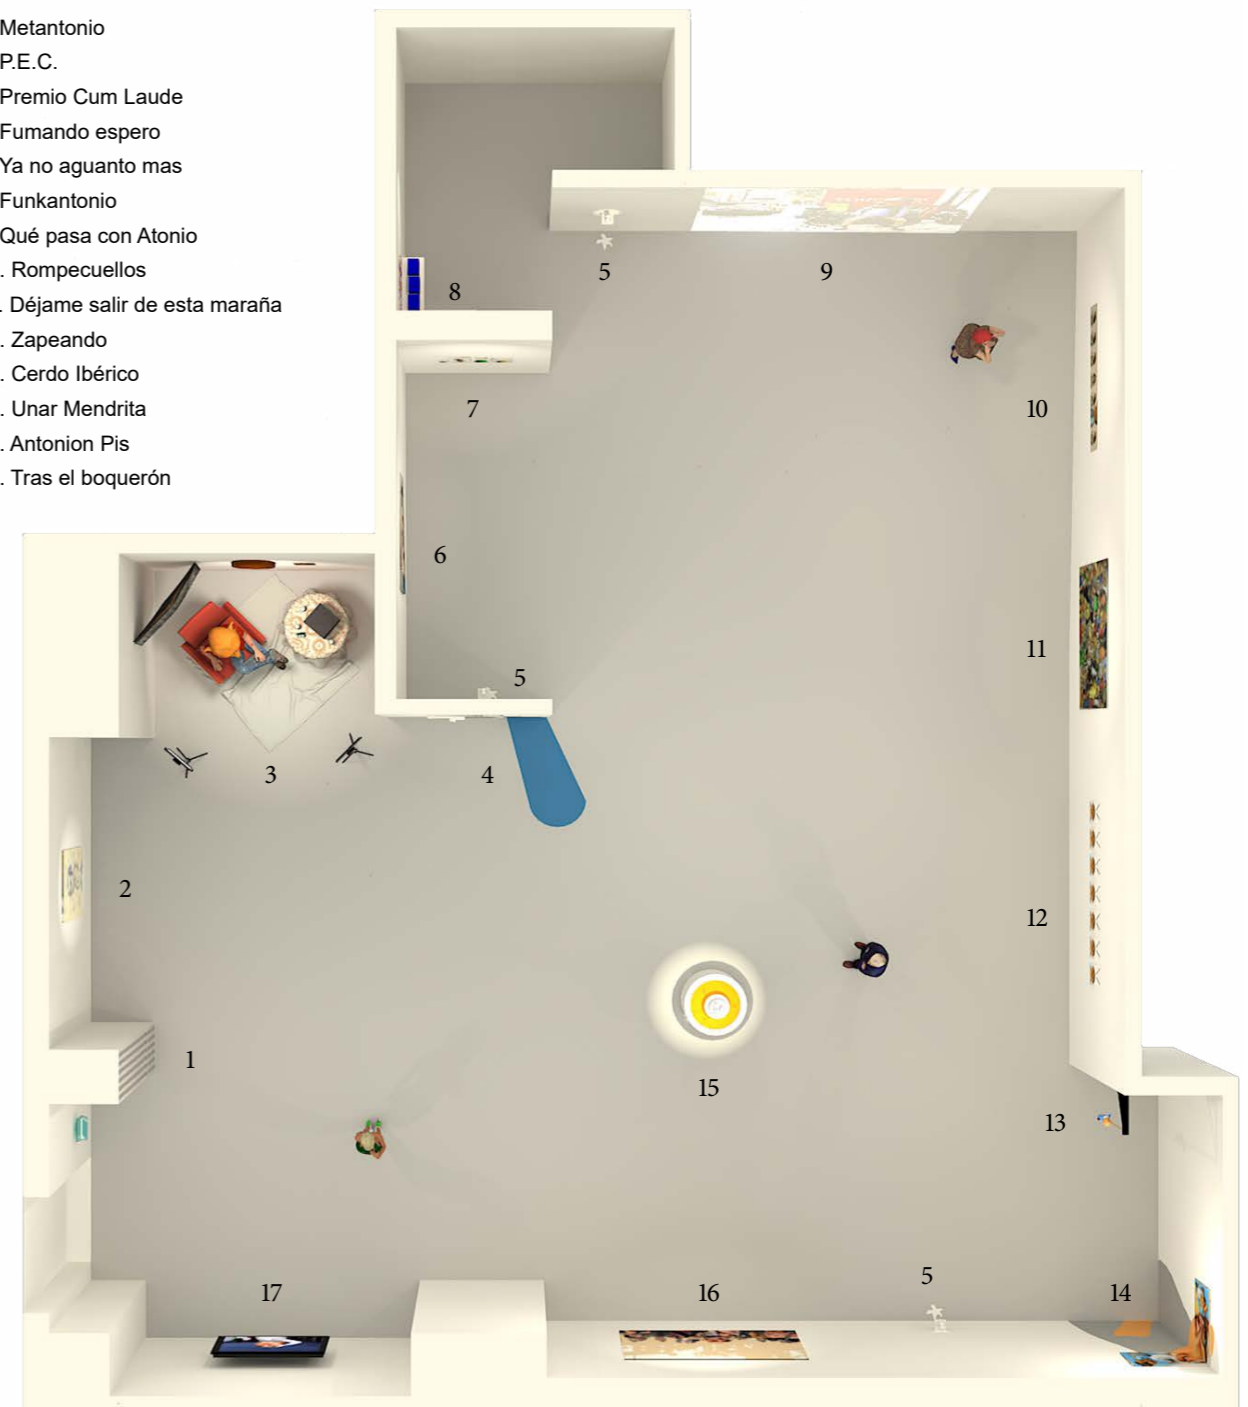 Metantonio
P.E.C.
Premio Cum Laude
Fumando espero
Ya no aguanto mas
Funkantonio
Qué pasa con Atonio
. Rompecuellos
. Déjame salir de esta maraña
. Zapeando
. Cerdo Ibérico
. Unar Mendrita
. Antonion Pis
. Tras el boquerón
5
9
8
7
10
6
11
5
3
4
2
12
1
15
13
5
17
16
14